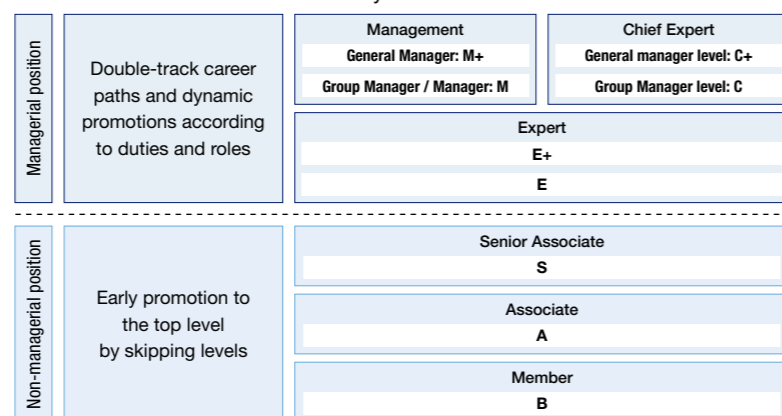 Managerial position
Double-track career
paths and dynamic
promotions according
to duties and roles
Management
General Manager: M+
Group Manager / Manager: M
Chief Expert
General manager level: C+
Group Manager level: C
Expert
E+
E
Non-managerial position
Early promotion to
the top level
by skipping levels
Senior Associate
S
Associate
A
Member
B